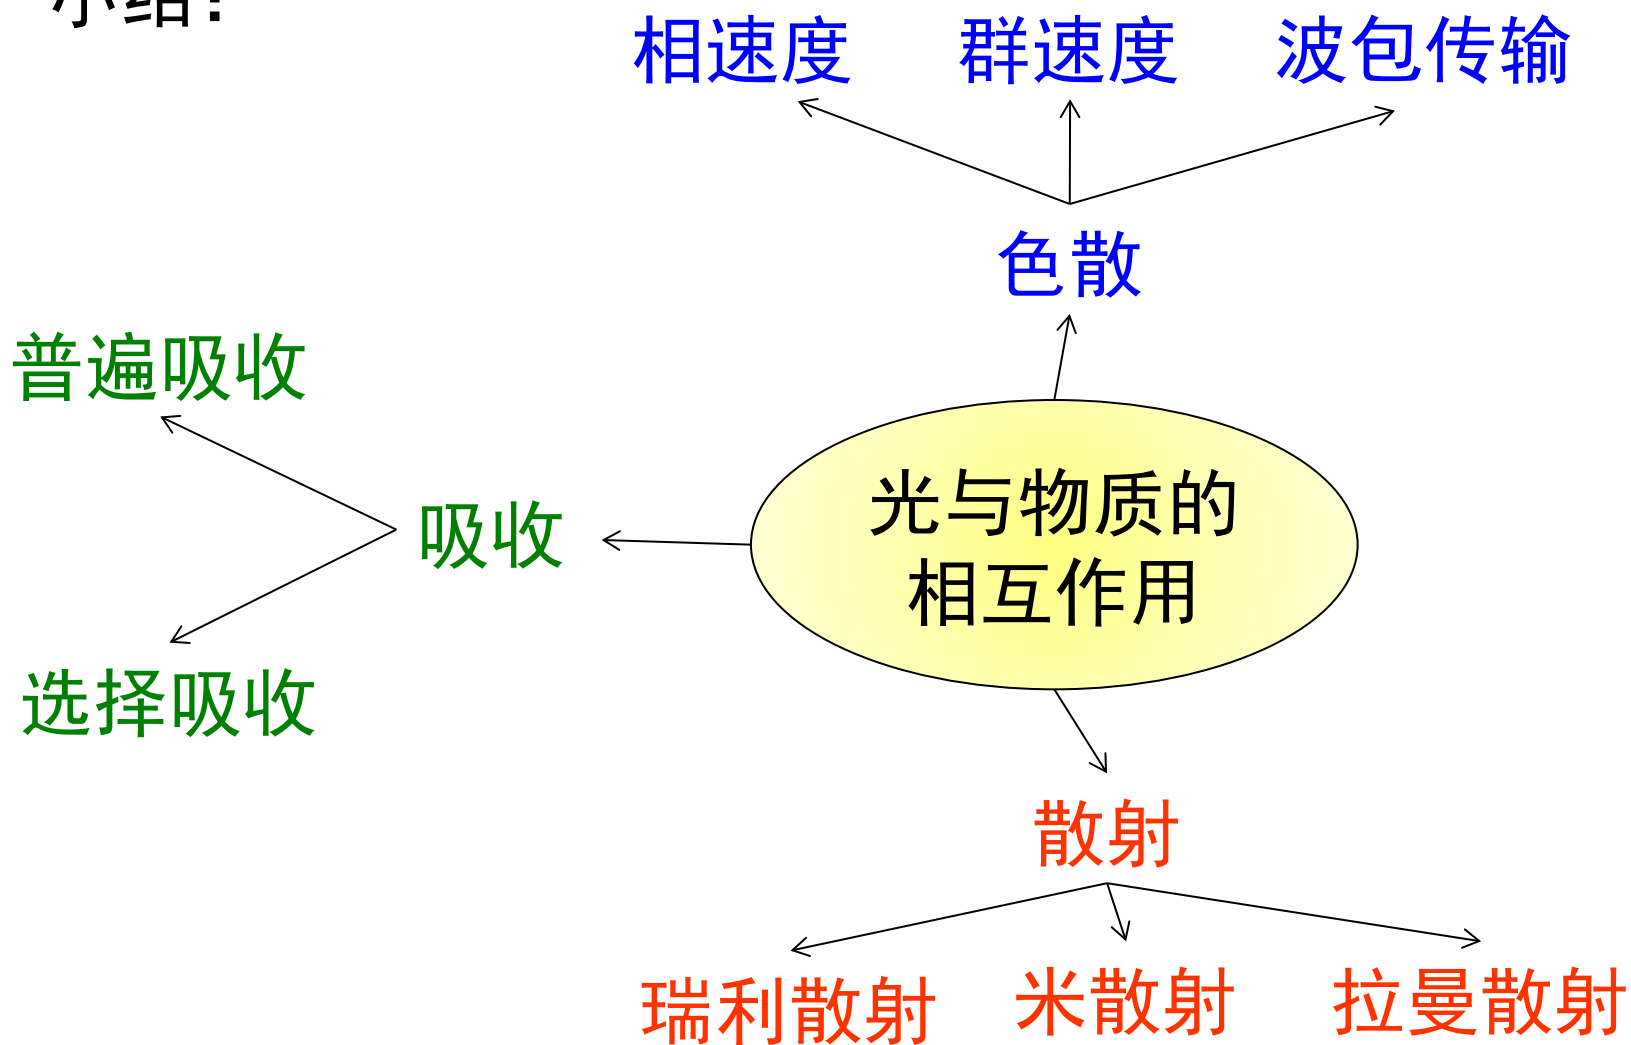 小结：
相速度 群速度 波包传输
色散
普遍吸收
光与物质的
吸收
相互作用
选择吸收
散射
瑞利散射 米散射 拉曼散射